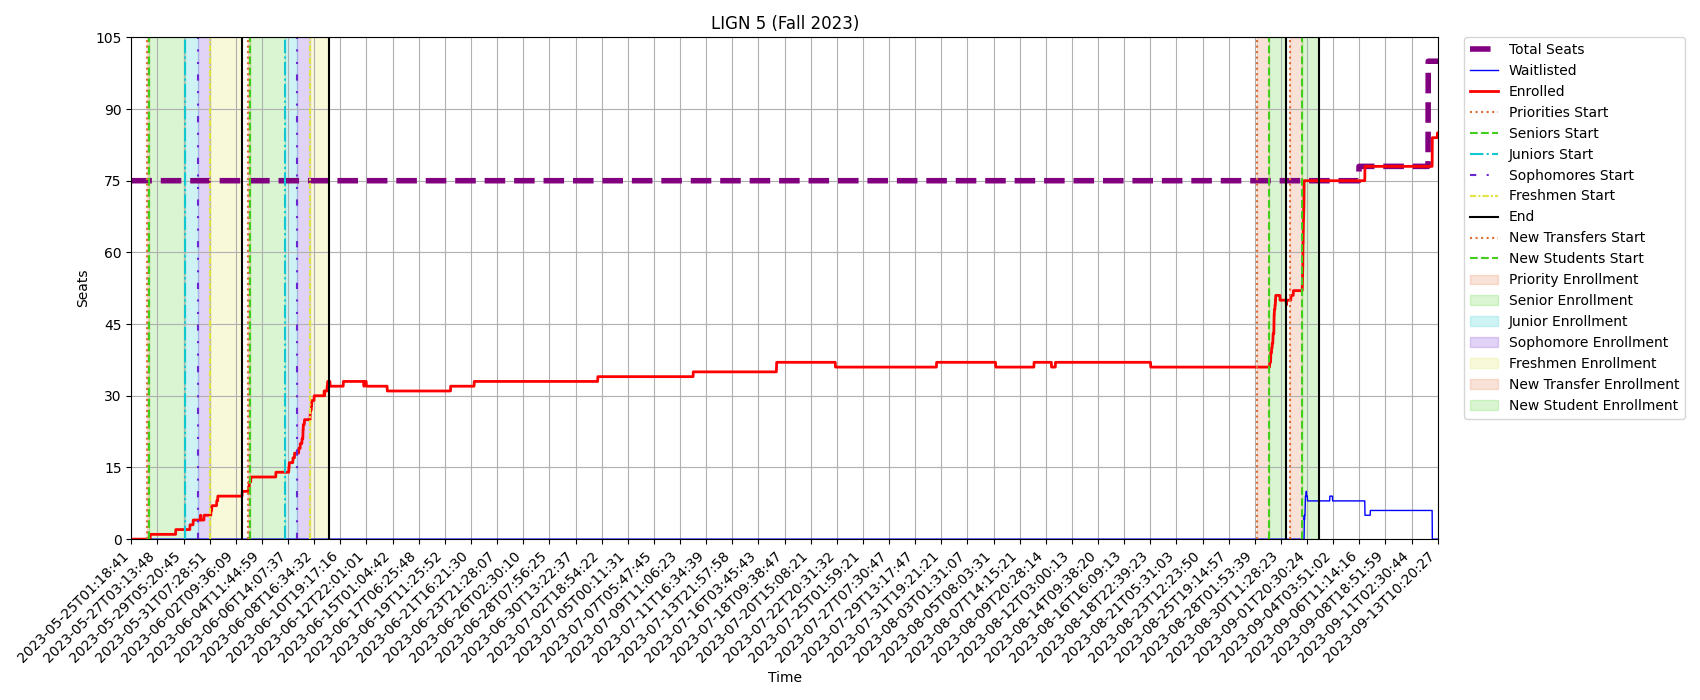 LIGN 5 (Fall 2023)
105
90
75
60
45
30
15
0
Seats
2023-05-25T01:18:41
2023-05-27T03:13:48
2023-05-29T05:20:45
2023-05-31T07:28:51
2023-06-02T09:36:09
2023-06-04T11:44:59
2023-06-06T14:07:37
2023-06-08T16:34:32
2023-06-10T19:17:16
2023-06-12T22:01:01
2023-06-15T01:04:42
2023-06-17T06:25:48
2023-06-19T11:25:52
2023-06-21T16:21:30
2023-06-23T21:28:07
2023-06-26T02:30:10
2023-06-28T07:56:25
2023-06-30T13:22:37
2023-07-02T18:54:22
2023-07-05T00:11:31
2023-07-07T05:47:45
2023-07-09T11:06:23
2023-07-11T16:34:39
2023-07-13T21:57:58
2023-07-16T03:45:43
2023-07-18T09:38:47
2023-07-20T15:08:21
2023-07-22T20:31:32
2023-07-25T01:59:21
2023-07-27T07:30:47
2023-07-29T13:17:47
2023-07-31T19:21:21
2023-08-03T01:31:07
2023-08-05T08:03:31
2023-08-07T14:15:21
2023-08-09T20:28:14
2023-08-12T03:00:13
2023-08-14T09:38:20
2023-08-16T16:09:13
2023-08-18T22:39:23
2023-08-21T05:31:03
2023-08-23T12:23:50
2023-08-25T19:14:57
2023-08-28T01:53:39
2023-08-30T11:28:23
2023-09-01T20:30:24
2023-09-04T03:51:02
2023-09-06T11:14:16
2023-09-08T18:51:59
2023-09-11T02:30:44
2023-09-13T10:20:27
Time
Total Seats
Waitlisted
Enrolled
Priorities Start
Seniors Start
Juniors Start
Sophomores Start
Freshmen Start
End
New Transfers Start
New Students Start
Priority Enrollment
Senior Enrollment
Junior Enrollment
Sophomore Enrollment
Freshmen Enrollment
New Transfer Enrollment
New Student Enrollment